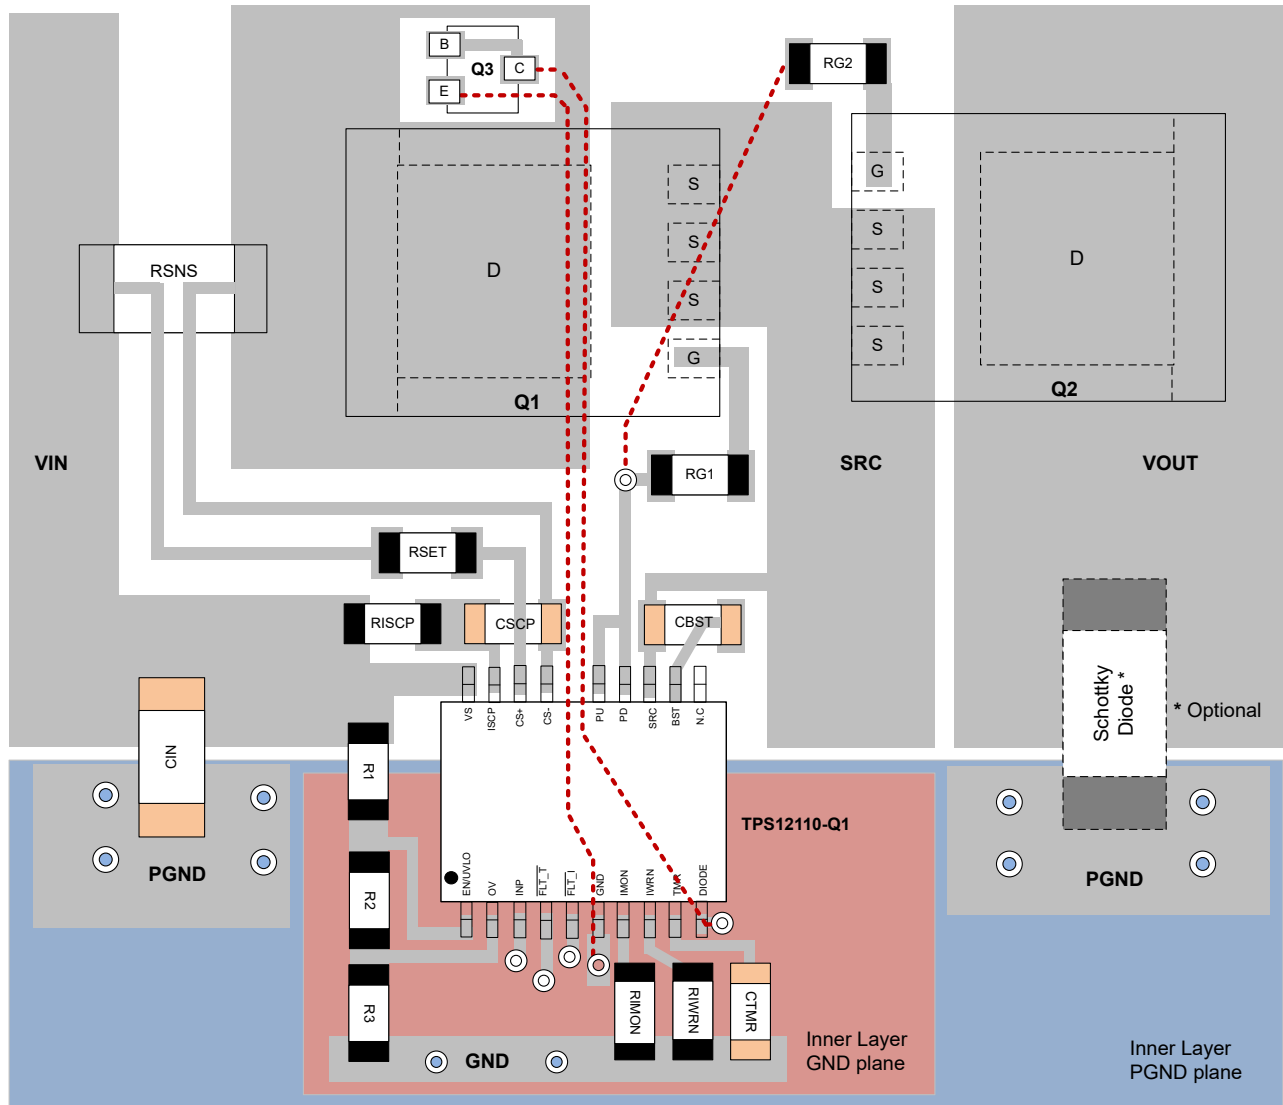 B
Q3
C
E
RG2
G
S
S
S
S
S
S
G
D
D
RSNS
Q1
Q2
VIN
RG1
SRC
VOUT
RSET
RISCP
CSCP
CBST
VS
ISCP
CS+
CS-
PU
PD
SRC
BST
N.C
Schottky
Diode *
* Optional
CIN
R1
TPS12110-Q1
EN/UVLO
OV
INP
FLT_T
FLT_I
GND
IMON
IWRN
TMR
DIODE
PGND
PGND
R2
R3
RIMON
RIWRN
CTMR
GND
Inner Layer
GND plane
Inner Layer
PGND plane